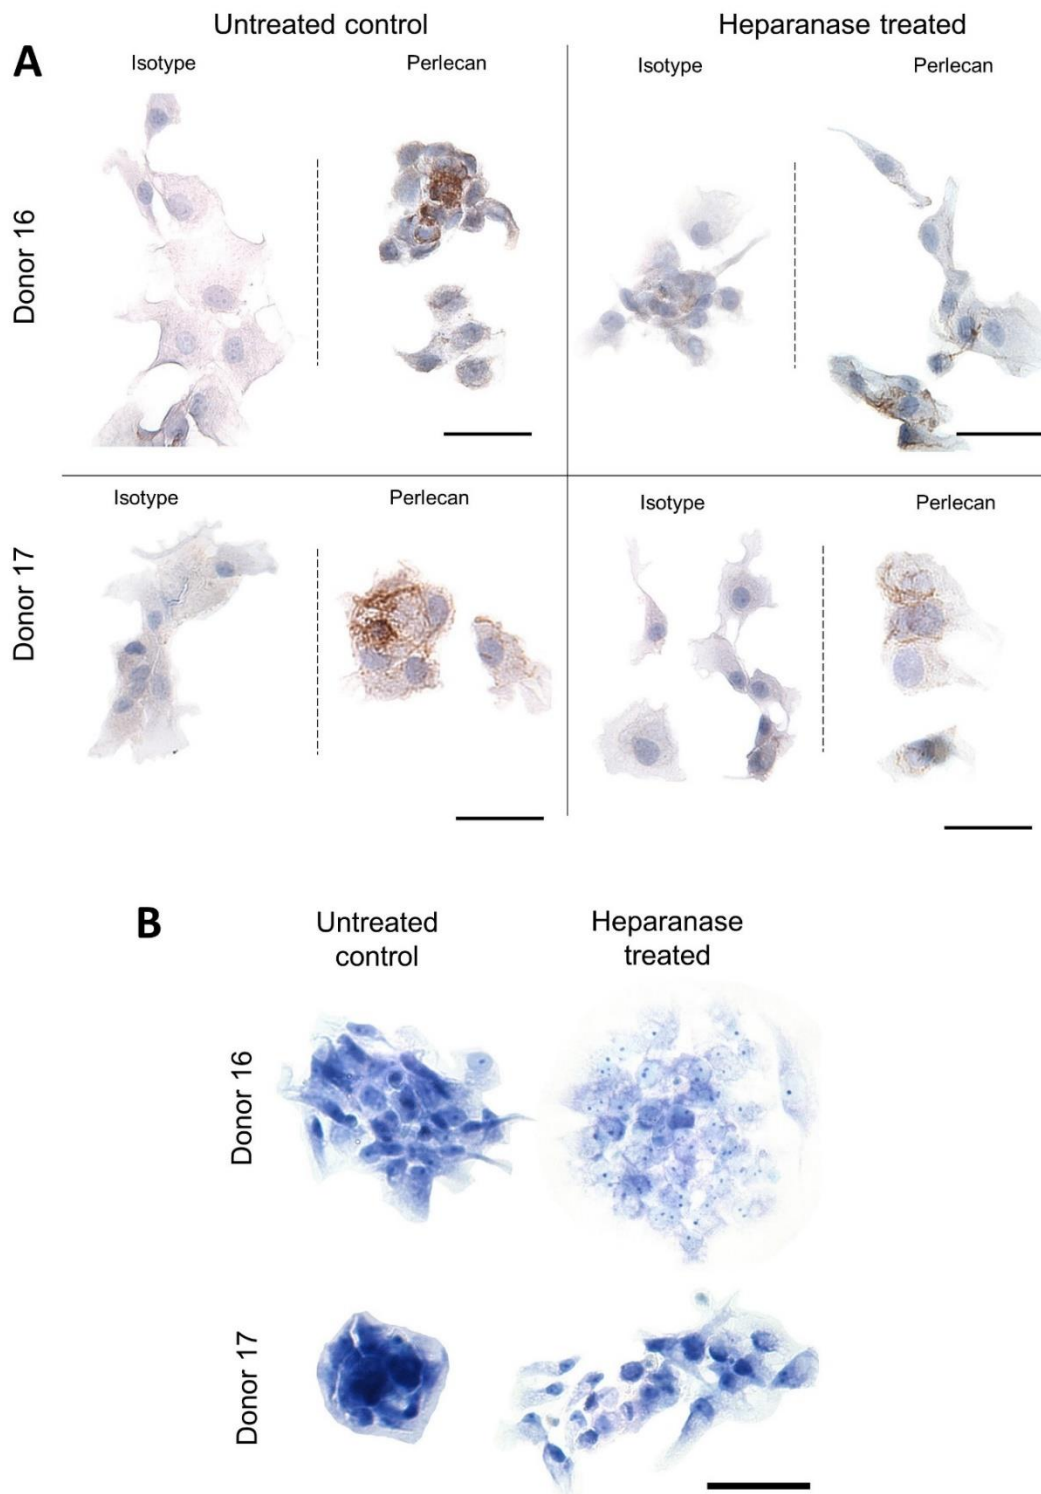 Untreated control
Heparanase treated
A
Isotype
Perlecan
Isotype
Perlecan
Donor 16
Isotype
Perlecan
Isotype
Perlecan
Donor 17
B
Untreated
control
Heparanase
treated
Donor 16
Donor 17